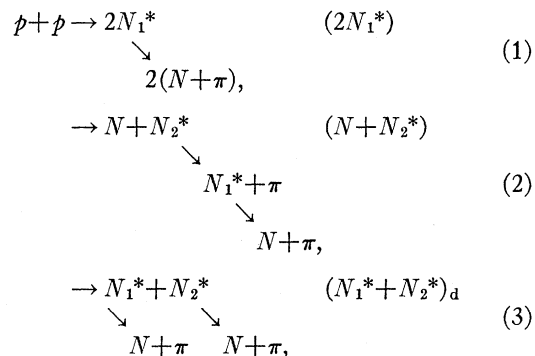 p+p→2N₁* (2N₁*)
↘ (1)
2(N+π),
→N+N₂* (N+N₂*)
↘
N₁*+π (2)
↘
N+π,
→N₁*+N₂* (N₁*+N₂*)d
↘ ↘ (3)
N+π N+π,